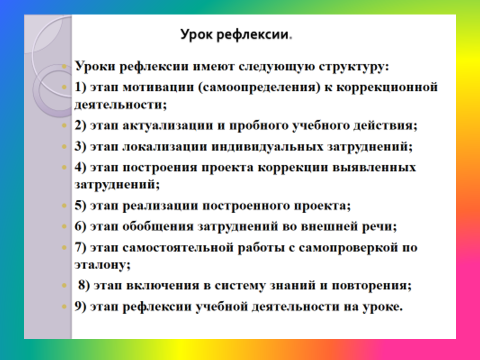 Урок рефлексии.
Уроки рефлексии имеют следующую структуру:
1) этап мотивации (самоопределения) к коррекционной
деятельности;
2) этап актуализации и пробного учебного действия;
3) этап локализации индивидуальных затруднений;
4) этап построения проекта коррекции выявленных
затруднений;
5) этап реализации построенного проекта;
6) этап обобщения затруднений во внешней речи;
7) этап самостоятельной работы с самопроверкой по
эталону;
8) этап включения в систему знаний и повторения;
9) этап рефлексии учебной деятельности на уроке.